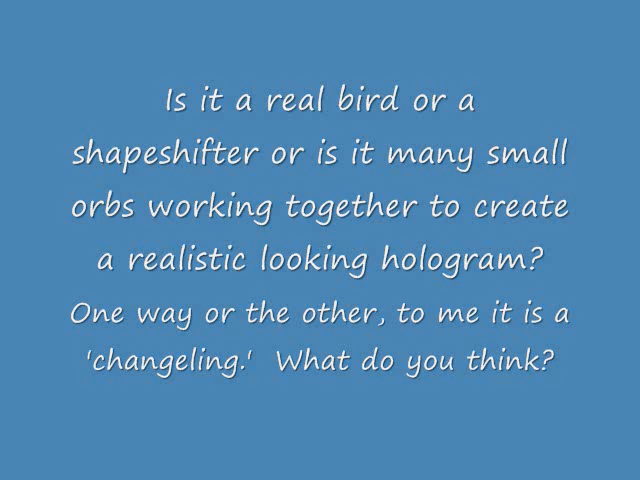 Is it a real bird or a
shapeshifter or is it many small
orbs working together to create
a realistic looking hologram?
One way or the other, to me it is a
'changeling.'  What do you think?